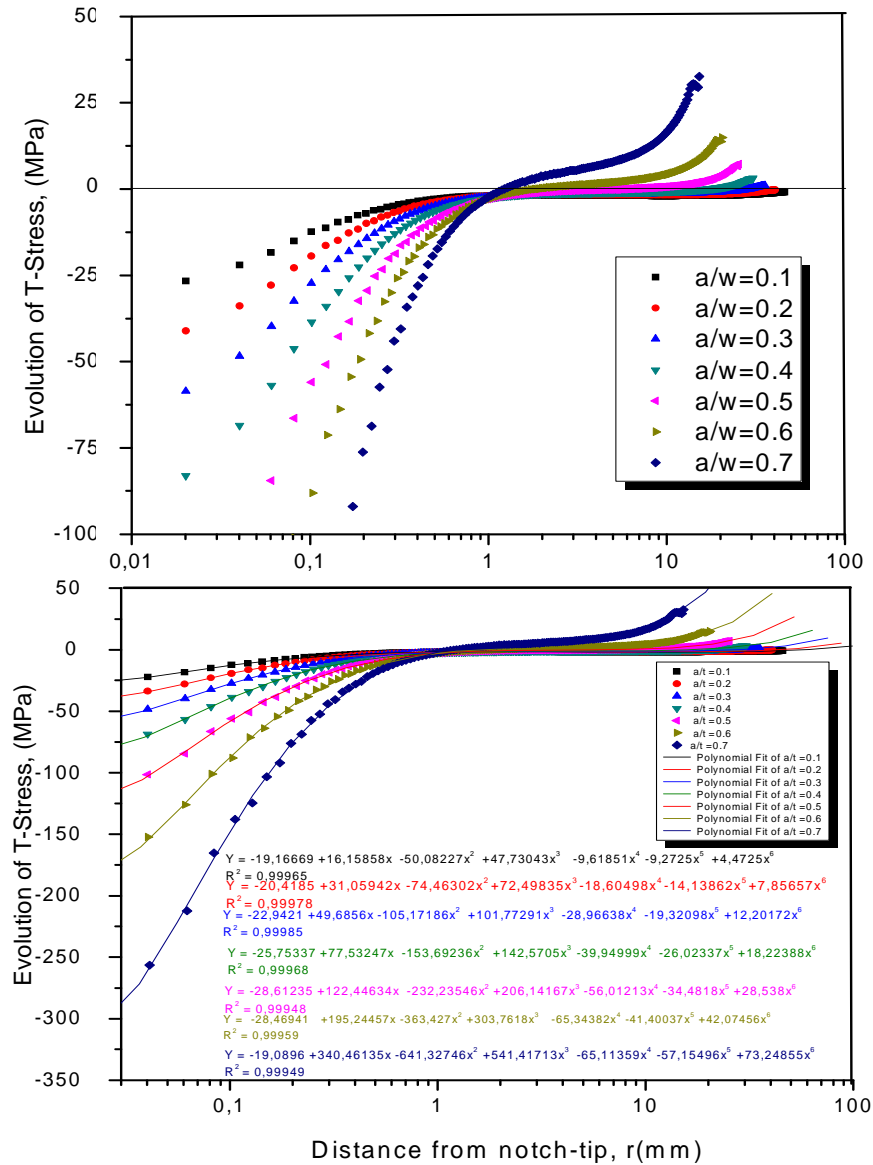 50
25
0
-25
-50
-75
-100
Evolution of T-Stress, (MPa)
a/w=0.1
a/w=0.2
a/w=0.3
a/w=0.4
a/w=0.5
a/w=0.6
a/w=0.7
0,01 0,1 1 10 100
50
0
-50
-100
-150
-200
-250
-300
-350
Evolution of T-Stress, (MPa)
a/t =0.1
a/t =0.2
a/t =0.3
a/t =0.4
a/t =0.5
a/t =0.6
a/t =0.7
Polynomial Fit of a/t =0.1
Polynomial Fit of a/t =0.2
Polynomial Fit of a/t =0.3
Polynomial Fit of a/t =0.4
Polynomial Fit of a/t =0.5
Polynomial Fit of a/t =0.6
Polynomial Fit of a/t =0.7
Y = -19,16669 +16,15858x -50,08227x² +47,73043x³ -9,61851x⁴ -9,2725x⁵ +4,4725x⁶
R² = 0,99965
Y = -20,4185 +31,05942x -74,46302x² +72,49835x³ -18,60498x⁴ -14,13862x⁵ +7,85657x⁶
R² = 0,99978
Y = -22,9421 +49,6856x -105,17186x² +101,77291x³ -28,96638x⁴ -19,32098x⁵ +12,20172x⁶
R² = 0,99985
Y = -25,75337 +77,53247x -153,69236x² +142,5705x³ -39,94999x⁴ -26,02337x⁵ +18,22388x⁶
R² = 0,99968
Y = -28,61235 +122,44634x -232,23546x² +206,14167x³ -56,01213x⁴ -34,4818x⁵ +28,538x⁶
R² = 0,99948
Y = -28,46941 +195,24457x -363,427x² +303,7618x³ -65,34382x⁴ -41,40037x⁵ +42,07456x⁶
R² = 0,99959
Y = -19,0896 +340,46135x -641,32746x² +541,41713x³ -65,11359x⁴ -57,15496x⁵ +73,24855x⁶
R² = 0,99949
0,1 1 10 100
Distance from notch-tip, r(mm)